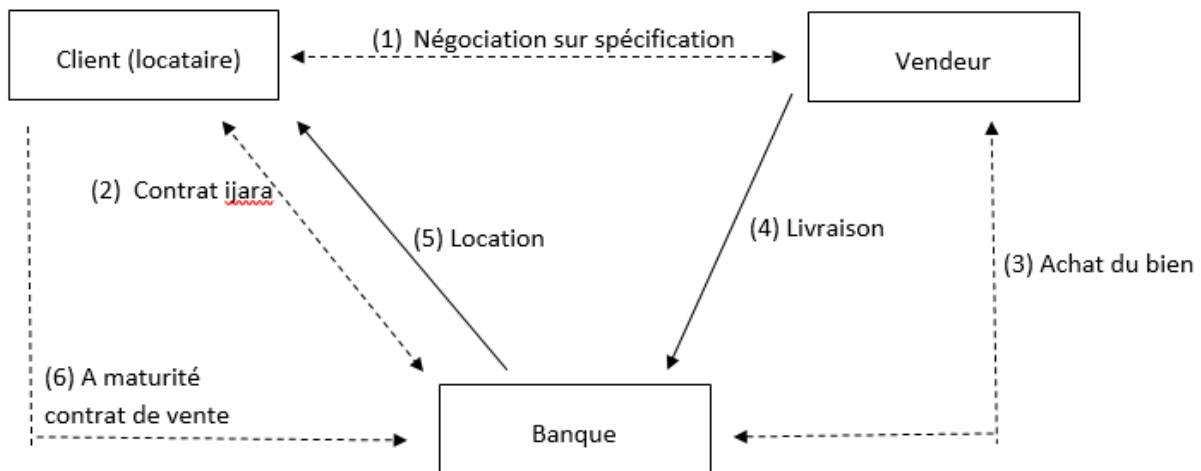 Client (locataire)
(1) Négociation sur spécification
Vendeur
(2) Contrat ijara
(5) Location
(4) Livraison
(3) Achat du bien
(6) A maturité
contrat de vente
Banque